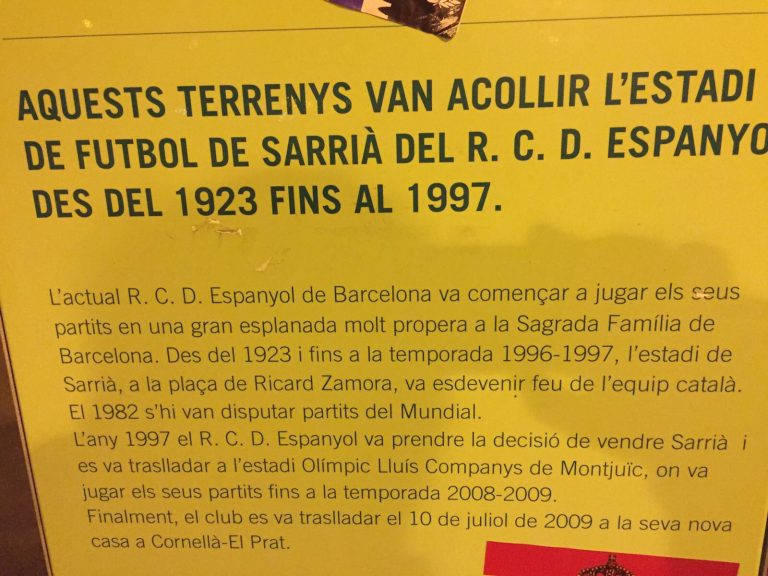 AQUESTS TERRENYS VAN ACOLLIR L'ESTADI
DE FUTBOL DE SARRIÀ DEL R. C. D. ESPANYO
DES DEL 1923 FINS AL 1997.
L'actual R. C. D. Espanyol de Barcelona va començar a jugar els seus
partits en una gran esplanada molt propera a la Sagrada Família de
Barcelona. Des del 1923 i fins a la temporada 1996-1997, l'estadi de
Sarrià, a la plaça de Ricard Zamora, va esdevenir feu de l'equip català.
El 1982 s'hi van disputar partits del Mundial.
L'any 1997 el R. C. D. Espanyol va prendre la decisió de vendre Sarrià i
es va traslladar a l'estadi Olímpic Lluís Companys de Montjuïc, on va
jugar els seus partits fins a la temporada 2008-2009.
Finalment, el club es va traslladar el 10 de juliol de 2009 a la seva nova
casa a Cornellà-El Prat.